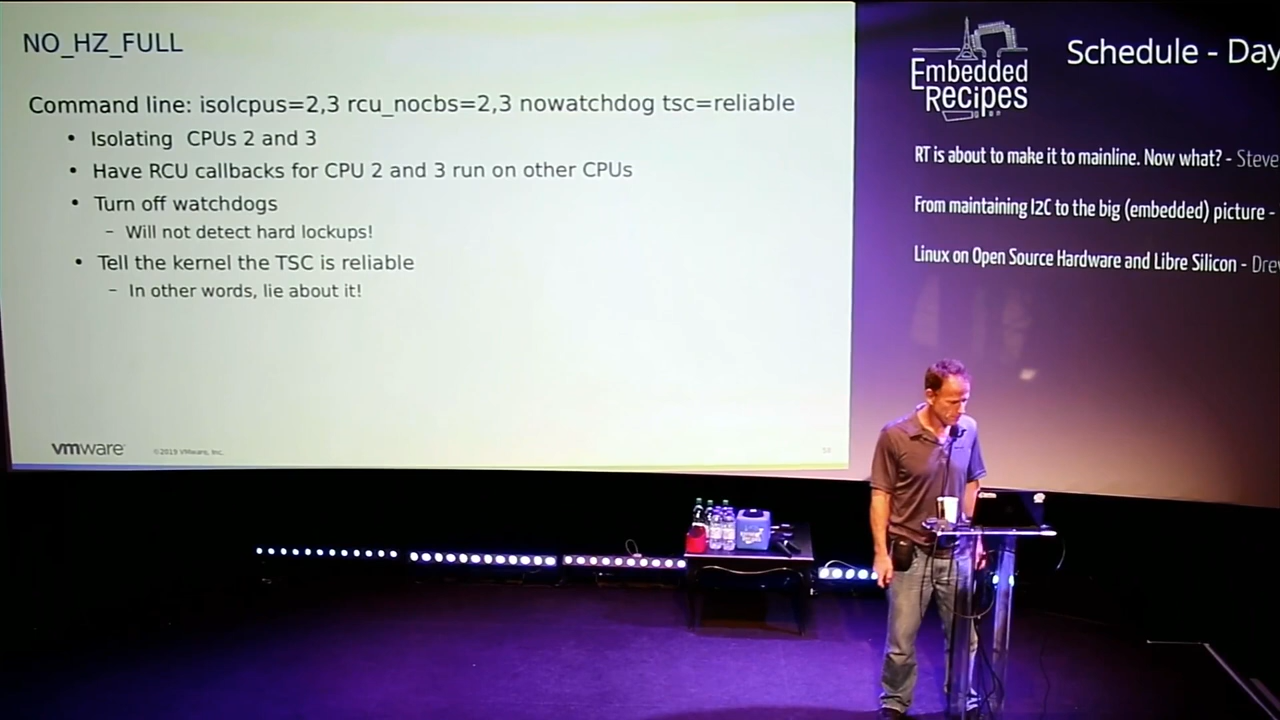 NO_HZ_FULL
Command line: isolcpus=2,3 rcu_nocbs=2,3 nowatchdog tsc=reliable
• Isolating CPUs 2 and 3
• Have RCU callbacks for CPU 2 and 3 run on other CPUs
• Turn off watchdogs
– Will not detect hard lockups!
• Tell the kernel the TSC is reliable
– In other words, lie about it!
vmware
©2019 VMware, Inc.
Embedded
Recipes
Schedule - Day
RT is about to make it to mainline. Now what? - Steve
From maintaining I2C to the big (embedded) picture -
Linux on Open Source Hardware and Libre Silicon - Drew